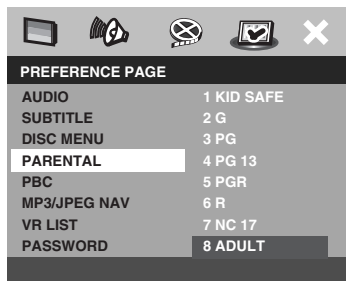 PREFERENCE PAGE
AUDIO 1 KID SAFE
SUBTITLE 2 G
DISC MENU 3 PG
PARENTAL 4 PG 13
PBC 5 PGR
MP3/JPEG NAV 6 R
VR LIST 7 NC 17
PASSWORD 8 ADULT